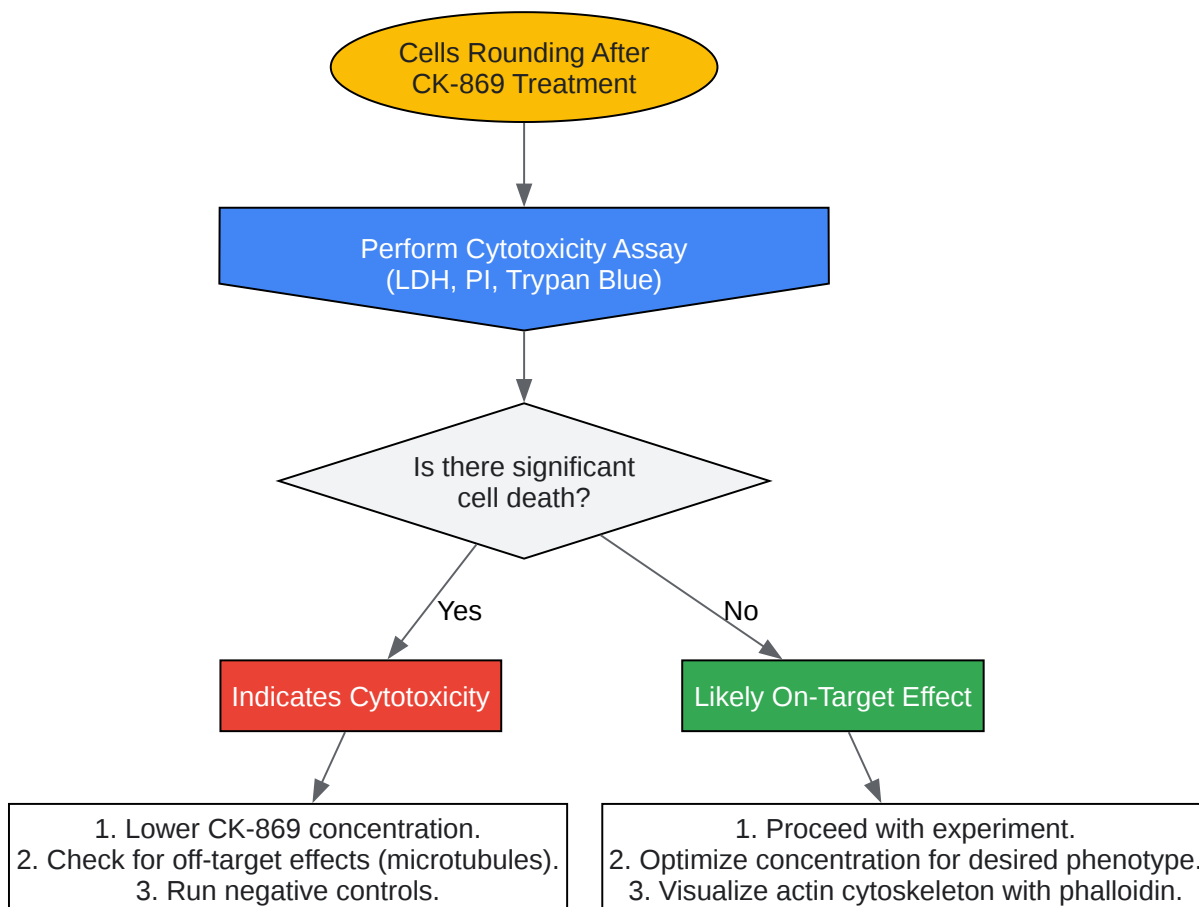 Cells Rounding After
CK-869 Treatment
Perform Cytotoxicity Assay
(LDH, PI, Trypan Blue)
Is there significant
cell death?
Yes
No
Indicates Cytotoxicity
Likely On-Target Effect
1. Lower CK-869 concentration.
2. Check for off-target effects (microtubules).
3. Run negative controls.
1. Proceed with experiment.
2. Optimize concentration for desired phenotype.
3. Visualize actin cytoskeleton with phalloidin.